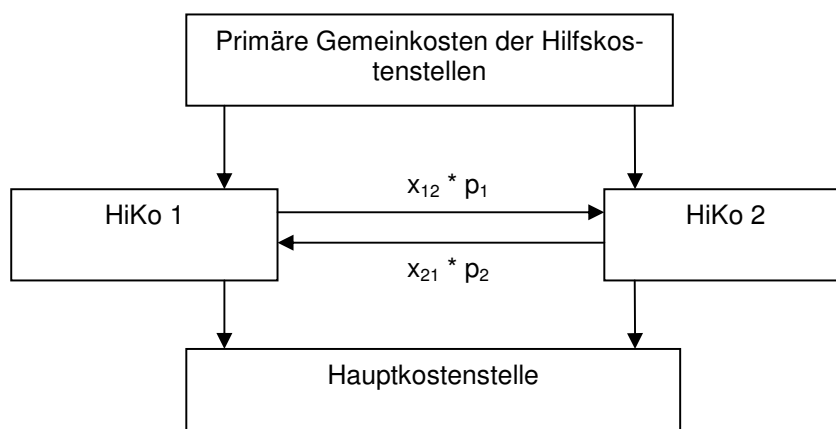 Primäre Gemeinkosten der Hilfskos-
tenstellen
x₁₂ * p₁
HiKo 1
HiKo 2
x₂₁ * p₂
Hauptkostenstelle